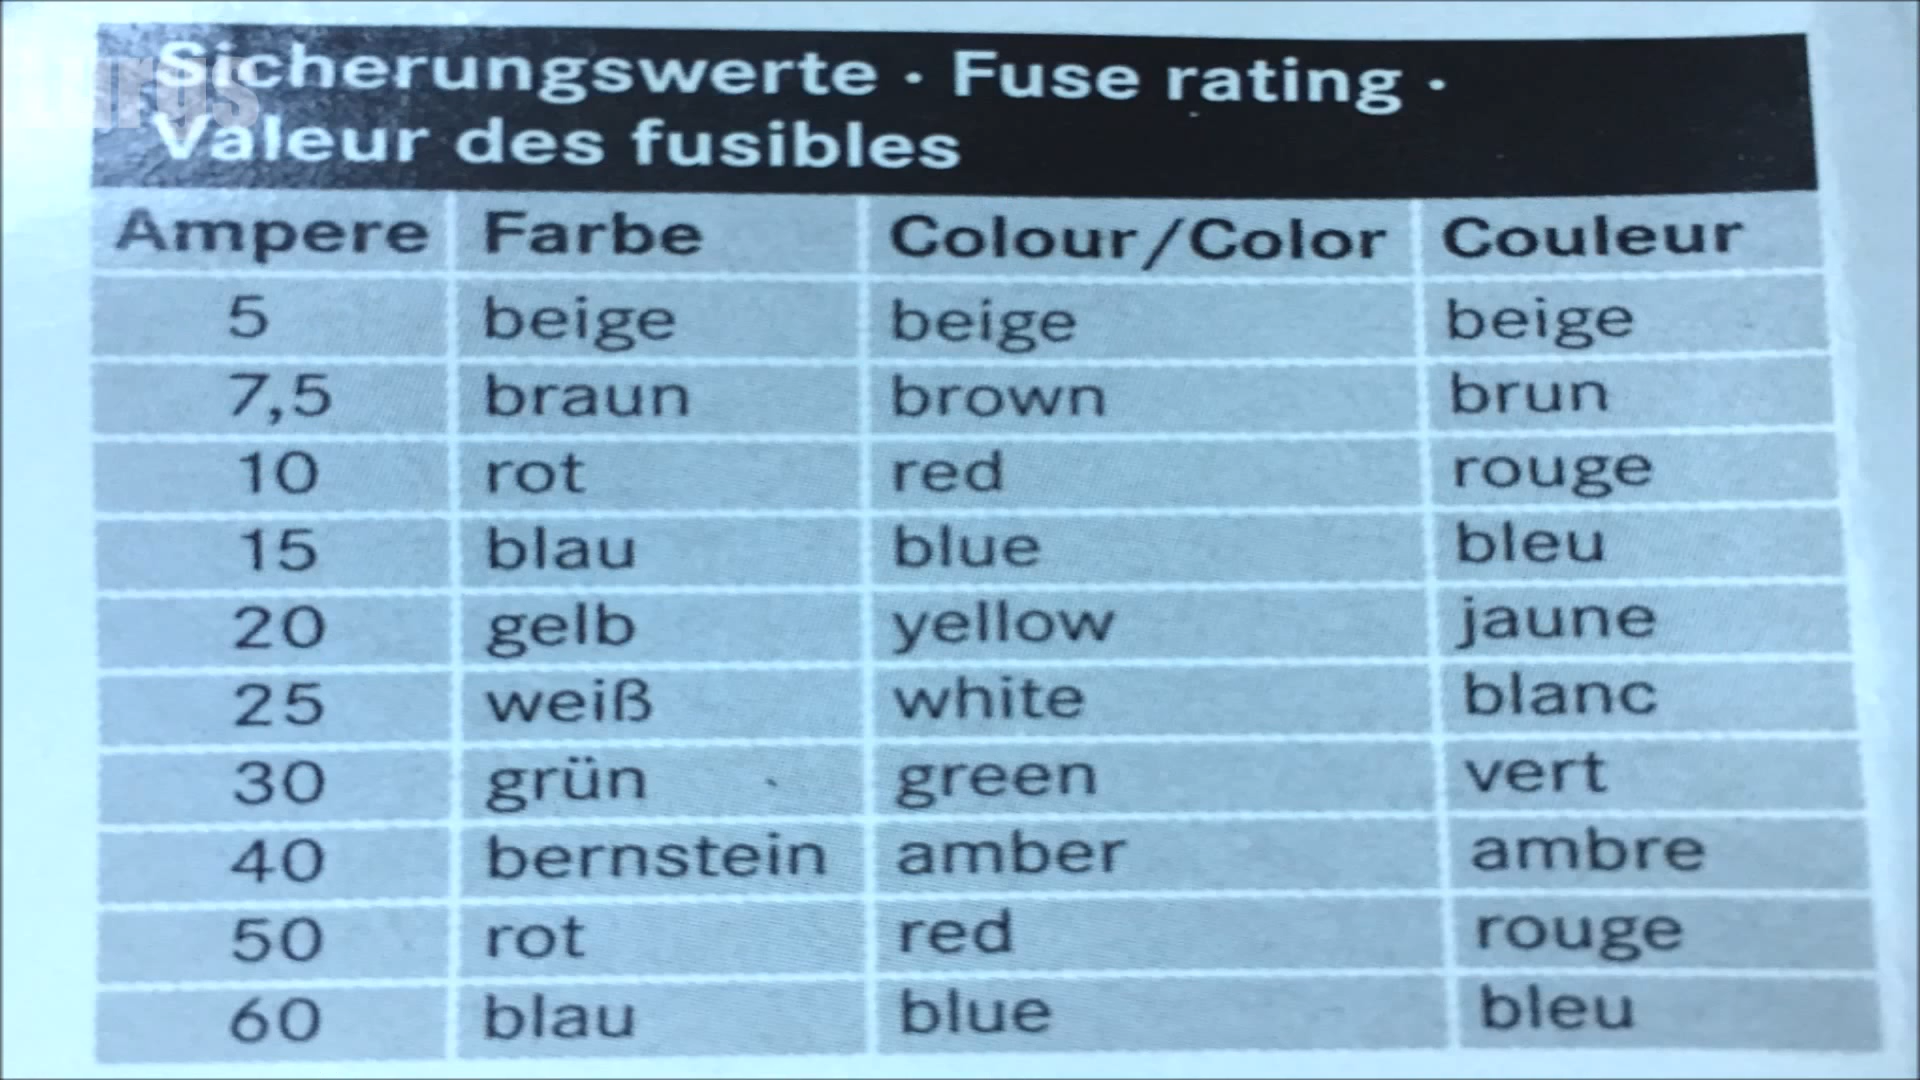 Sicherungswerte · Fuse rating ·
Valeur des fusibles
Ampere Farbe Colour/Color Couleur
5 beige beige beige
7,5 braun brown brun
10 rot red rouge
15 blau blue bleu
20 gelb yellow jaune
25 weiß white blanc
30 grün green vert
40 bernstein amber ambre
50 rot red rouge
60 blau blue bleu